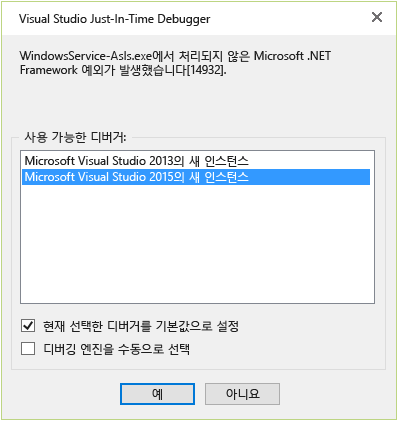 Visual Studio Just-In-Time Debugger
WindowsService-AsIs.exe에서 처리되지 않은 Microsoft .NET
Framework 예외가 발생했습니다[14932].
사용 가능한 디버거:
Microsoft Visual Studio 2013의 새 인스턴스
Microsoft Visual Studio 2015의 새 인스턴스
현재 선택한 디버거를 기본값으로 설정
디버깅 엔진을 수동으로 선택
예
아니요